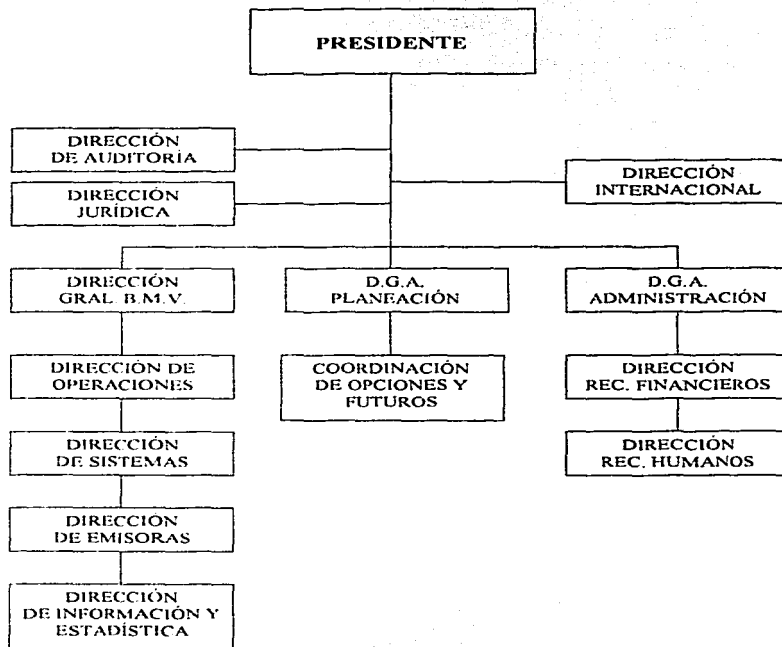 PRESIDENTE
DIRECCIÓN
DE AUDITORÍA
DIRECCIÓN
JURÍDICA
DIRECCIÓN
INTERNACIONAL
DIRECCIÓN
GRAL. B.M.V.
D.G.A.
PLANEACIÓN
D.G.A.
ADMINISTRACIÓN
DIRECCIÓN DE
OPERACIONES
COORDINACIÓN
DE OPCIONES Y
FUTUROS
DIRECCIÓN
REC. FINANCIEROS
DIRECCIÓN
DE SISTEMAS
DIRECCIÓN
REC. HUMANOS
DIRECCIÓN
DE EMISORAS
DIRECCIÓN
DE INFORMACIÓN Y
ESTADÍSTICA